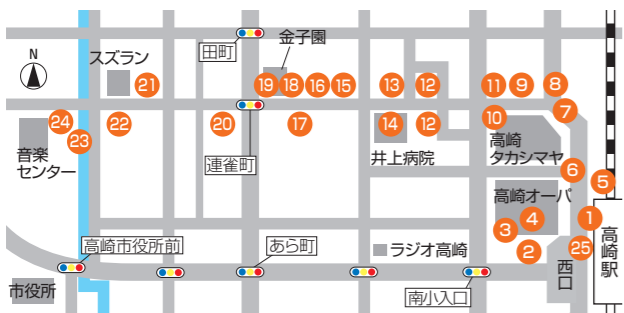 田町
金子園
N
スズラン
21
19
18
16
15
13
12
11
9
8
7
24
23
22
20
連雀町
17
14
12
10
音楽
センター
井上病院
高崎
タカシマヤ
6
5
高崎オーパ
4
3
2
1
25
高崎駅
西口
高崎市役所前
あら町
ラジオ高崎
南小入口
市役所